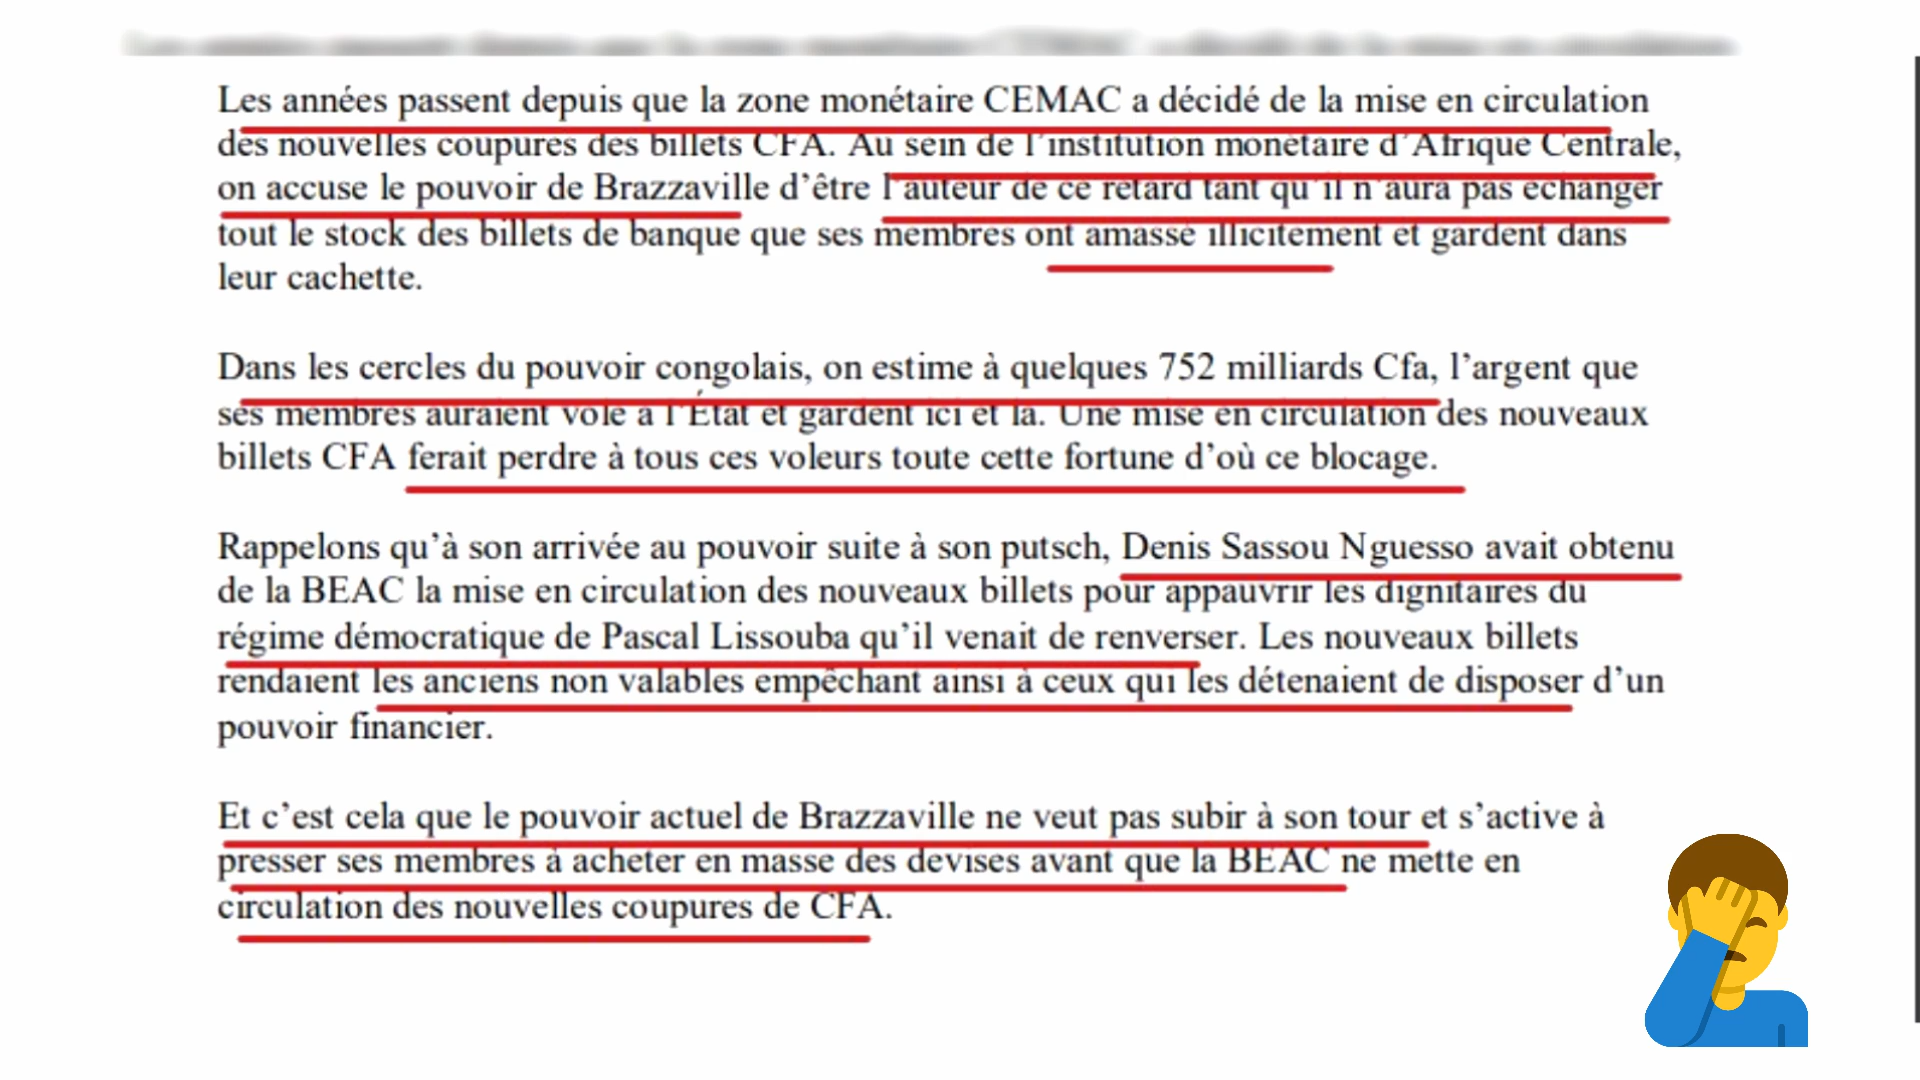 Les années passent depuis que la zone monétaire CEMAC a décidé de la mise en circulation
des nouvelles coupures des billets CFA. Au sein de l’institution monétaire d’Afrique Centrale,
on accuse le pouvoir de Brazzaville d’être l’auteur de ce retard tant qu’il n’aura pas échanger
tout le stock des billets de banque que ses membres ont amassé illicitement et gardent dans
leur cachette.
Dans les cercles du pouvoir congolais, on estime à quelques 752 milliards Cfa, l’argent que
ses membres auraient volé à l’État et gardent ici et là. Une mise en circulation des nouveaux
billets CFA ferait perdre à tous ces voleurs toute cette fortune d’où ce blocage.
Rappelons qu’à son arrivée au pouvoir suite à son putsch, Denis Sassou Nguesso avait obtenu
de la BEAC la mise en circulation des nouveaux billets pour appauvrir les dignitaires du
régime démocratique de Pascal Lissouba qu’il venait de renverser. Les nouveaux billets
rendaient les anciens non valables empêchant ainsi à ceux qui les détenaient de disposer d’un
pouvoir financier.
Et c’est cela que le pouvoir actuel de Brazzaville ne veut pas subir à son tour et s’active à
presser ses membres à acheter en masse des devises avant que la BEAC ne mette en
circulation des nouvelles coupures de CFA.